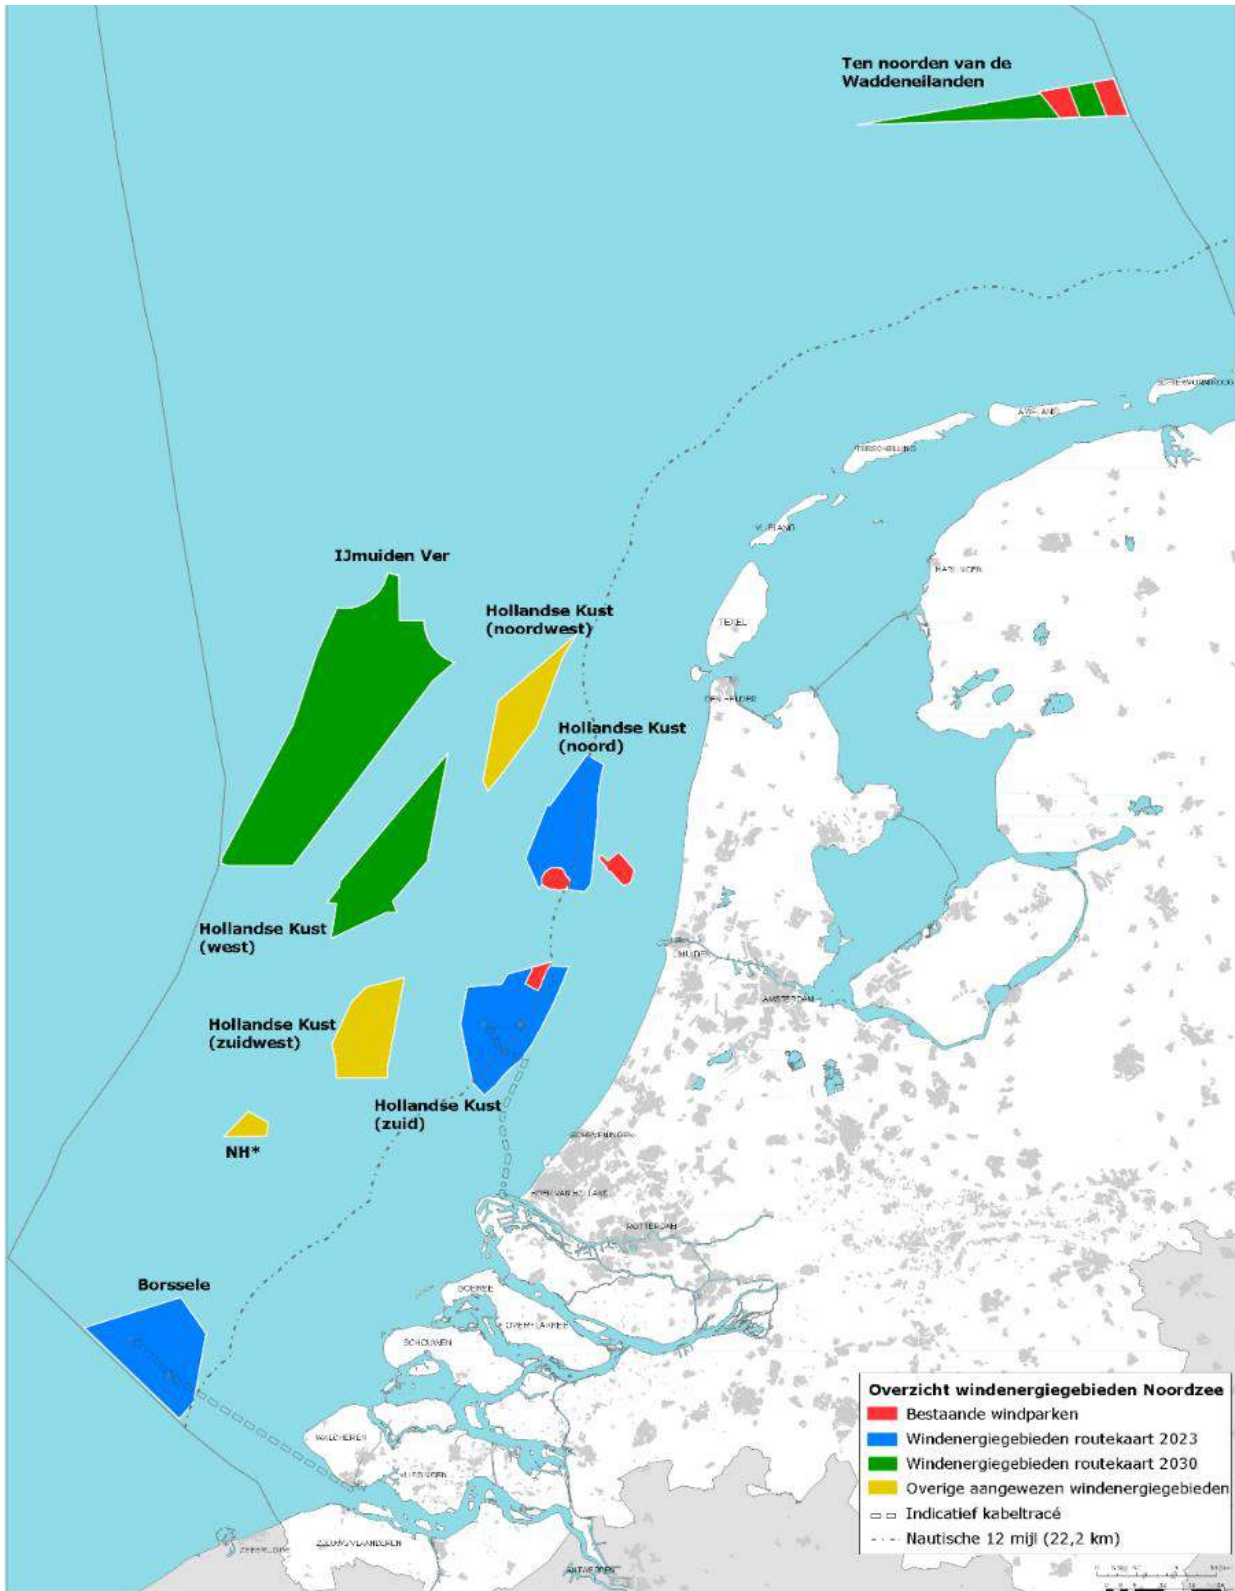 Ten noorden van de
Waddeneilanden
SCHIERMONNIKOOG
AMELAND
TERSCHELLING
VLIELAND
IJmuiden Ver
HARLINGEN
Hollandse Kust
(noordwest)
TEXEL
DEN HELDER
Hollandse Kust
(noord)
Hollandse Kust
(west)
IJMUIDEN
AMSTERDAM
Hollandse Kust
(zuidwest)
Hollandse Kust
(zuid)
SCHEVENINGEN
NH*
HOEK VAN HOLLAND
ROTTERDAM
Borssele
GOEREE
OVERFLAKKEE
SCHOUWEN
WALCHEREN
VLISSINGEN
ZEEBRUGGE
ZEEUWS VLAANDEREN
ANTWERPEN
Overzicht windenergiegebieden Noordzee
Bestaande windparken
Windenergiegebieden routekaart 2023
Windenergiegebieden routekaart 2030
Overige aangewezen windenergiegebieden
Indicatief kabeltracé
Nautische 12 mijl (22,2 km)